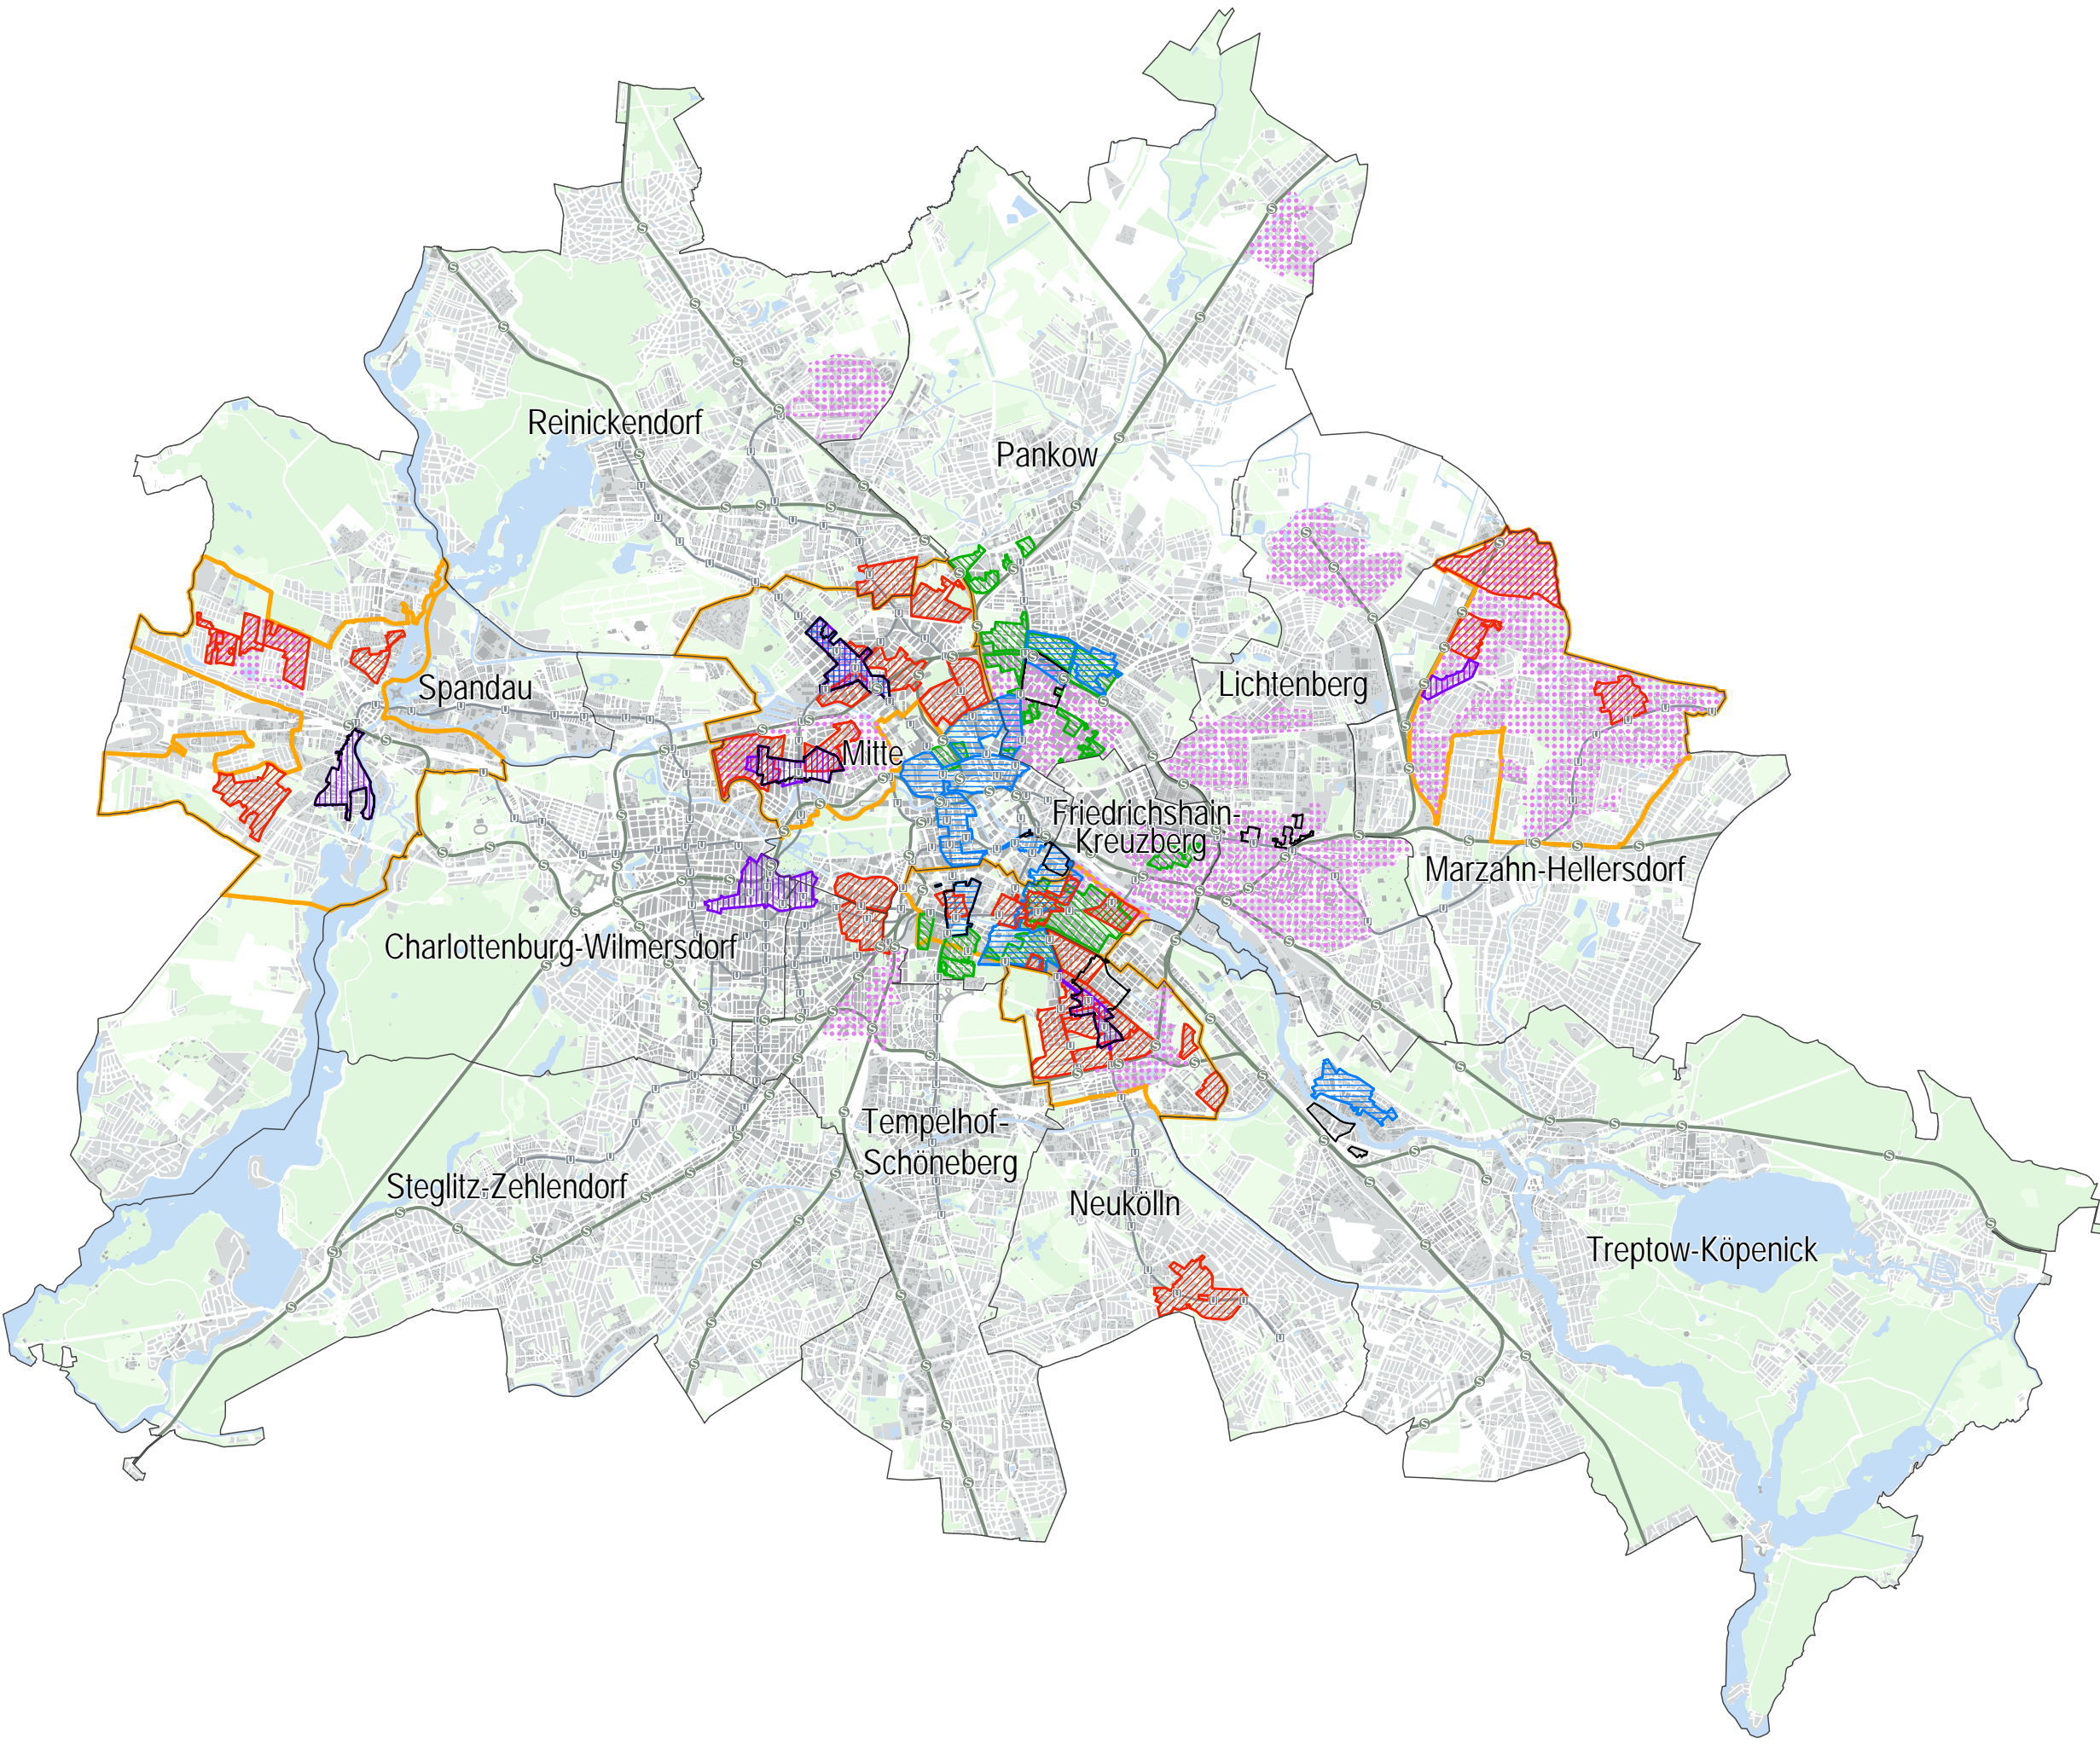 Reinickendorf
Pankow
Spandau
Lichtenberg
Mitte
Friedrichshain-
Kreuzberg
Marzahn-Hellersdorf
Charlottenburg-Wilmersdorf
Tempelhof-
Schöneberg
Steglitz-Zehlendorf
Neukölln
Treptow-Köpenick